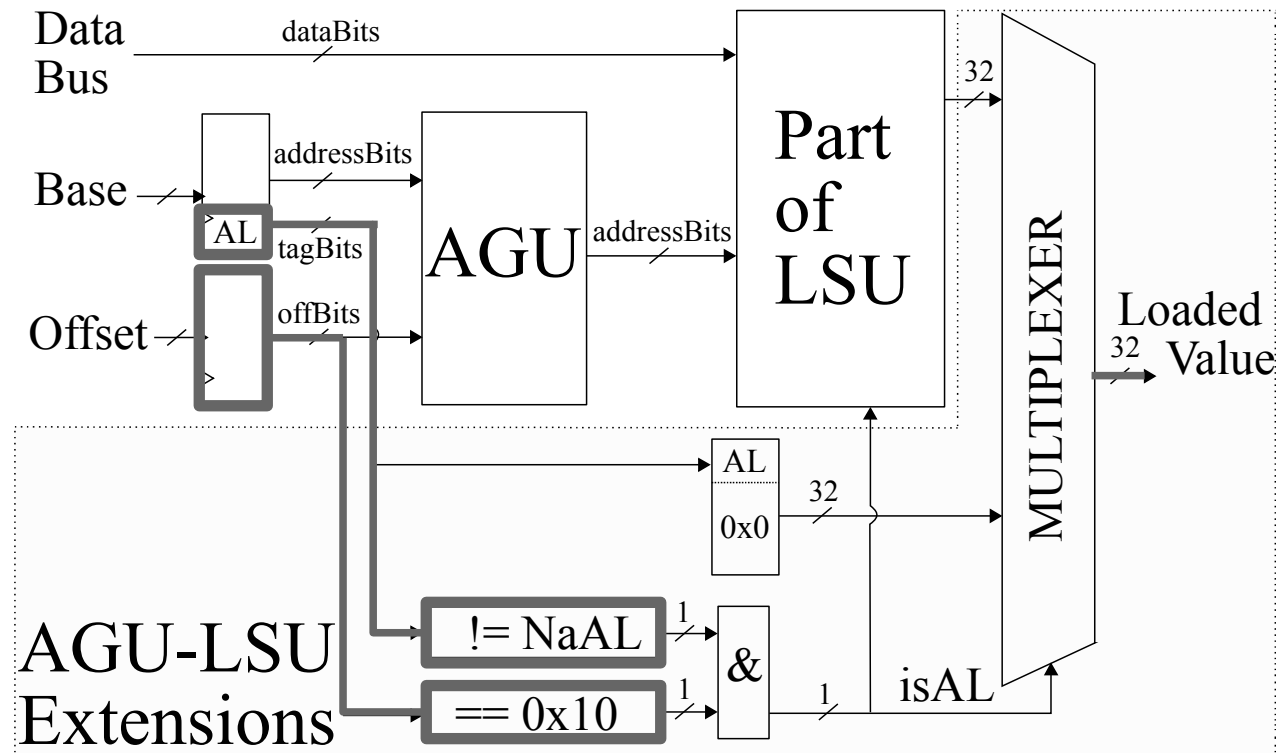 Data
Bus
dataBits
32
Part
of
LSU
Base
addressBits
AL
tagBits
AGU
addressBits
Offset
offBits
MULTIPLEXER
Loaded
Value
32
AL
0x0
32
!= NaAL
1
== 0x10
1
&
1
isAL
AGU-LSU
Extensions